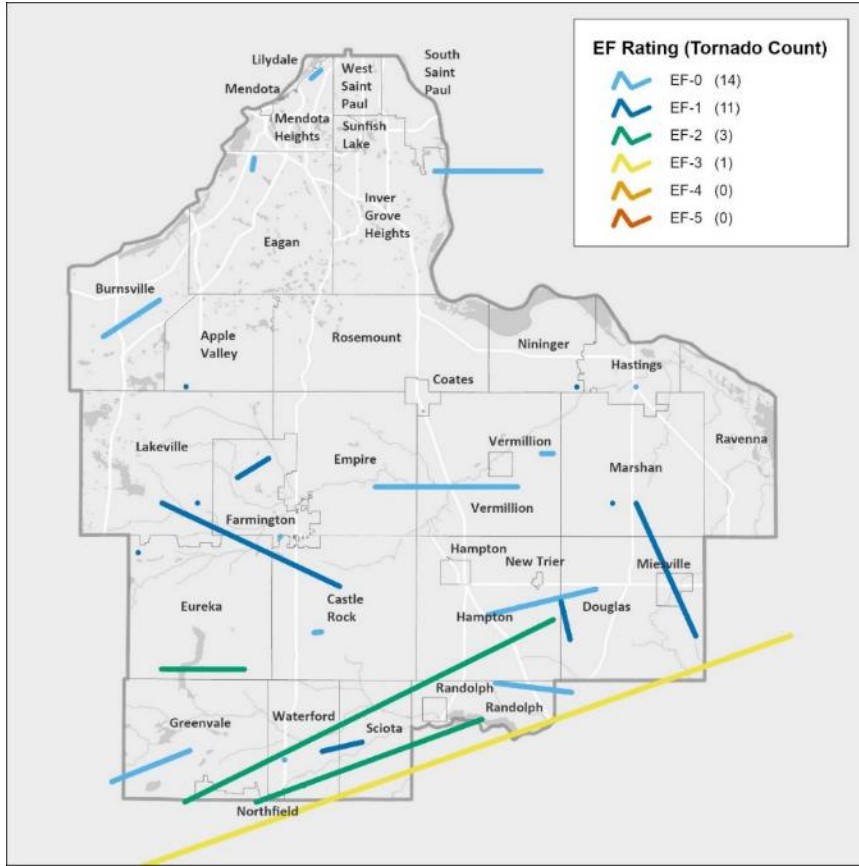 EF Rating (Tornado Count)
EF-0 (14)
EF-1 (11)
EF-2 (3)
EF-3 (1)
EF-4 (0)
EF-5 (0)
Lilydale
Mendota
West
Saint
Paul
South
Saint
Paul
Mendota
Heights
Sunfish
Lake
Inver
Grove
Heights
Eagan
Burnsville
Apple
Valley
Rosemount
Nininger
Hastings
Coates
Lakeville
Empire
Vermillion
Ravenna
Marshan
Farmington
Vermillion
Hampton
New Trier
Miesville
Eureka
Castle
Rock
Hampton
Douglas
Randolph
Randolph
Greenvale
Waterford
Sciota
Northfield